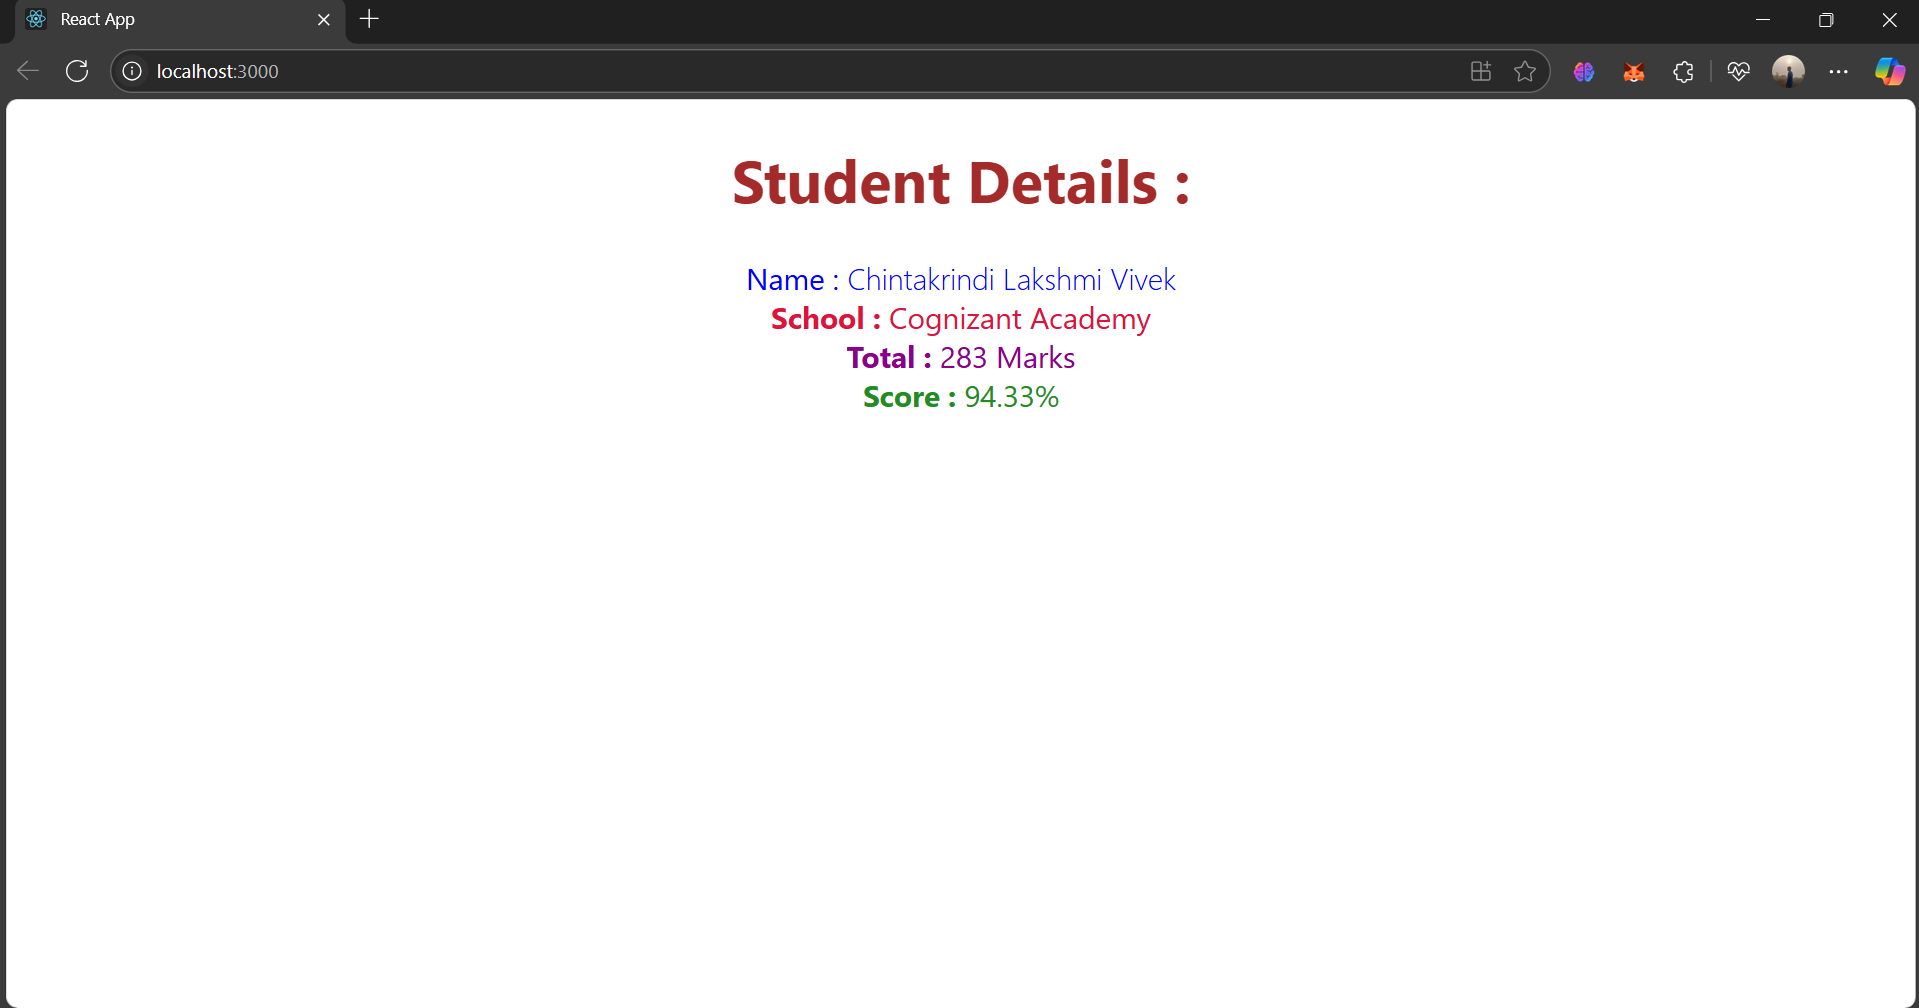 React App
localhost:3000
Student Details :
Name : Chintakrindi Lakshmi Vivek
School : Cognizant Academy
Total : 283 Marks
Score : 94.33%